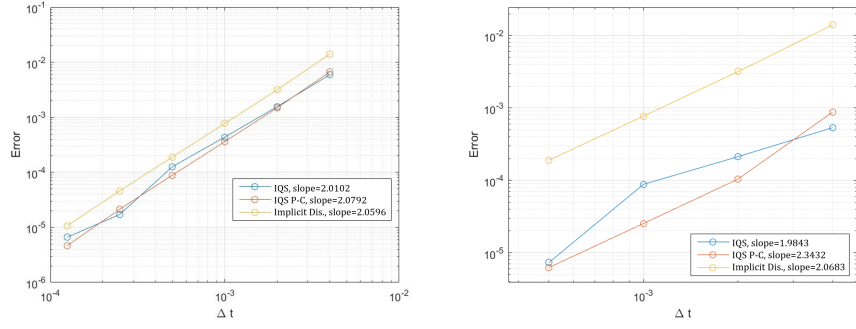 10-1
10-2
10-3
10-4
10-5
10-6
Error
10-4
10-3
10-2
Δ t
IQS, slope=2.0102
IQS P-C, slope=2.0792
Implicit Dis., slope=2.0596
10-2
10-3
10-4
10-5
Error
10-3
Δ t
IQS, slope=1.9843
IQS P-C, slope=2.3432
Implicit Dis., slope=2.0683